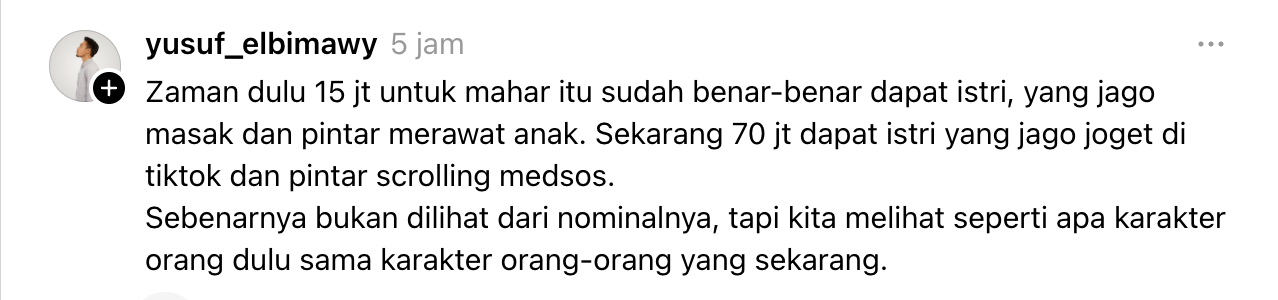 yusuf_elbimawy 5 jam
Zaman dulu 15 jt untuk mahar itu sudah benar-benar dapat istri, yang jago
masak dan pintar merawat anak. Sekarang 70 jt dapat istri yang jago joget di
tiktok dan pintar scrolling medsos.
Sebenarnya bukan dilihat dari nominalnya, tapi kita melihat seperti apa karakter
orang dulu sama karakter orang-orang yang sekarang.